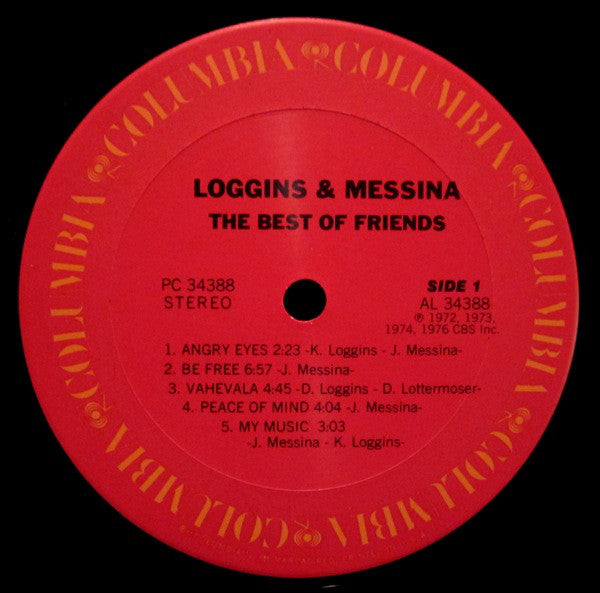 COLUMBIA COLUMBIA COLUMBIA COLUMBIA COLUMBIA COLUMBIA
LOGGINS & MESSINA
THE BEST OF FRIENDS
PC 34388
STEREO
SIDE 1
AL 34388
℗ 1972, 1973,
1974, 1976 CBS Inc.
1. ANGRY EYES 2:23 -K. Loggins - J. Messina-
2. BE FREE 6:57 -J. Messina-
3. VAHEVALA 4:45 -D. Loggins - D. Lottermoser-
4. PEACE OF MIND 4:04 -J. Messina-
5. MY MUSIC 3:03
-J. Messina - K. Loggins-